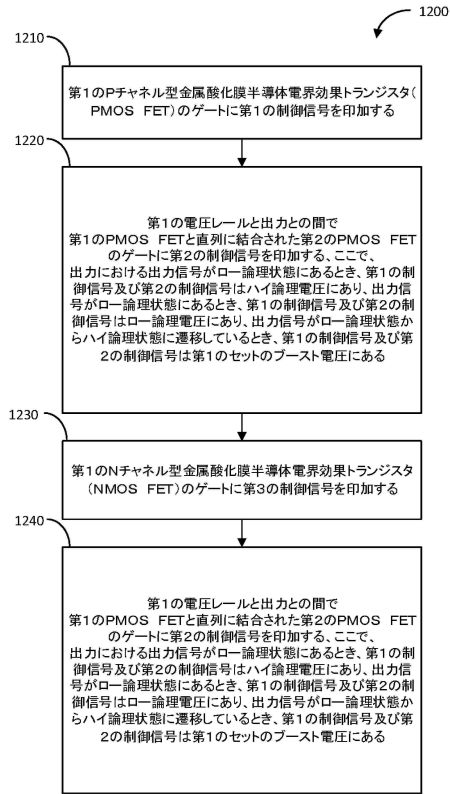 1200
1210
第1のPチャネル型金属酸化膜半導体電界効果トランジスタ(
PMOS FET)のゲートに第1の制御信号を印加する
1220
第1の電圧レールと出力との間で
第1のPMOS FETと直列に結合された第2のPMOS FET
のゲートに第2の制御信号を印加する、ここで、
出力における出力信号がロー論理状態にあるとき、第1の制
御信号及び第2の制御信号はハイ論理電圧にあり、出力信
号がロー論理状態にあるとき、第1の制御信号及び第2の
制御信号はロー論理電圧にあり、出力信号がロー論理状態か
らハイ論理状態に遷移しているとき、第1の制御信号及び第
2の制御信号は第1のセットのブースト電圧にある
1230
第1のNチャネル型金属酸化膜半導体電界効果トランジスタ
(NMOS FET)のゲートに第3の制御信号を印加する
1240
第1の電圧レールと出力との間で
第1のPMOS FETと直列に結合された第2のPMOS FET
のゲートに第2の制御信号を印加する、ここで、
出力における出力信号がロー論理状態にあるとき、第1の制
御信号及び第2の制御信号はハイ論理電圧にあり、出力信
号がロー論理状態にあるとき、第1の制御信号及び第2の制
御信号はロー論理電圧にあり、出力信号がロー論理状態
からハイ論理状態に遷移しているとき、第1の制御信号及び第
2の制御信号は第1のセットのブースト電圧にある